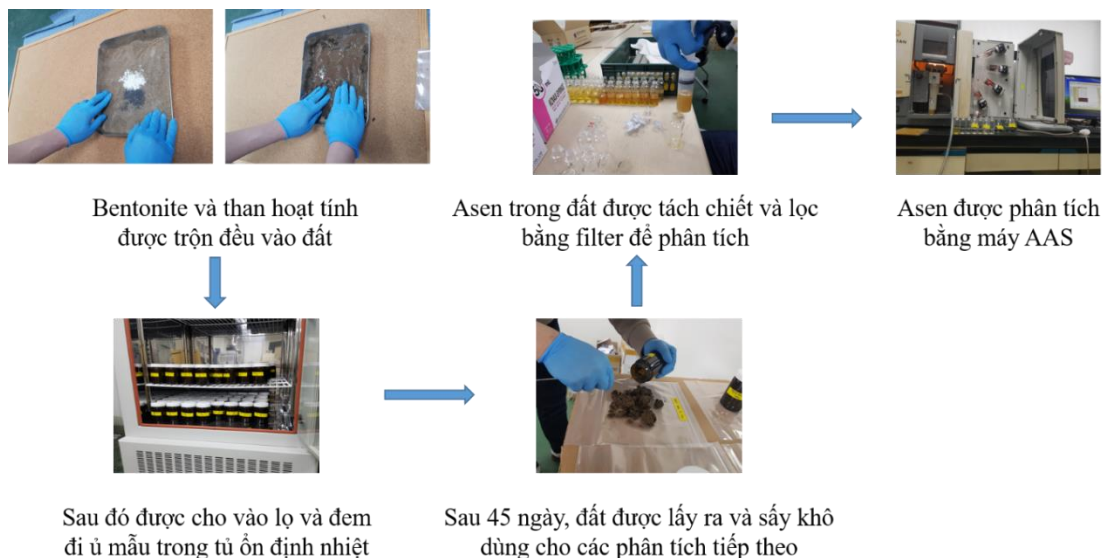 Bentonite và than hoạt tính
được trộn đều vào đất
Sau đó được cho vào lọ và đem
đi ủ mẫu trong tủ ổn định nhiệt
Sau 45 ngày, đất được lấy ra và sấy khô
dùng cho các phân tích tiếp theo
Asen trong đất được tách chiết và lọc
bằng filter để phân tích
Asen được phân tích
bằng máy AAS